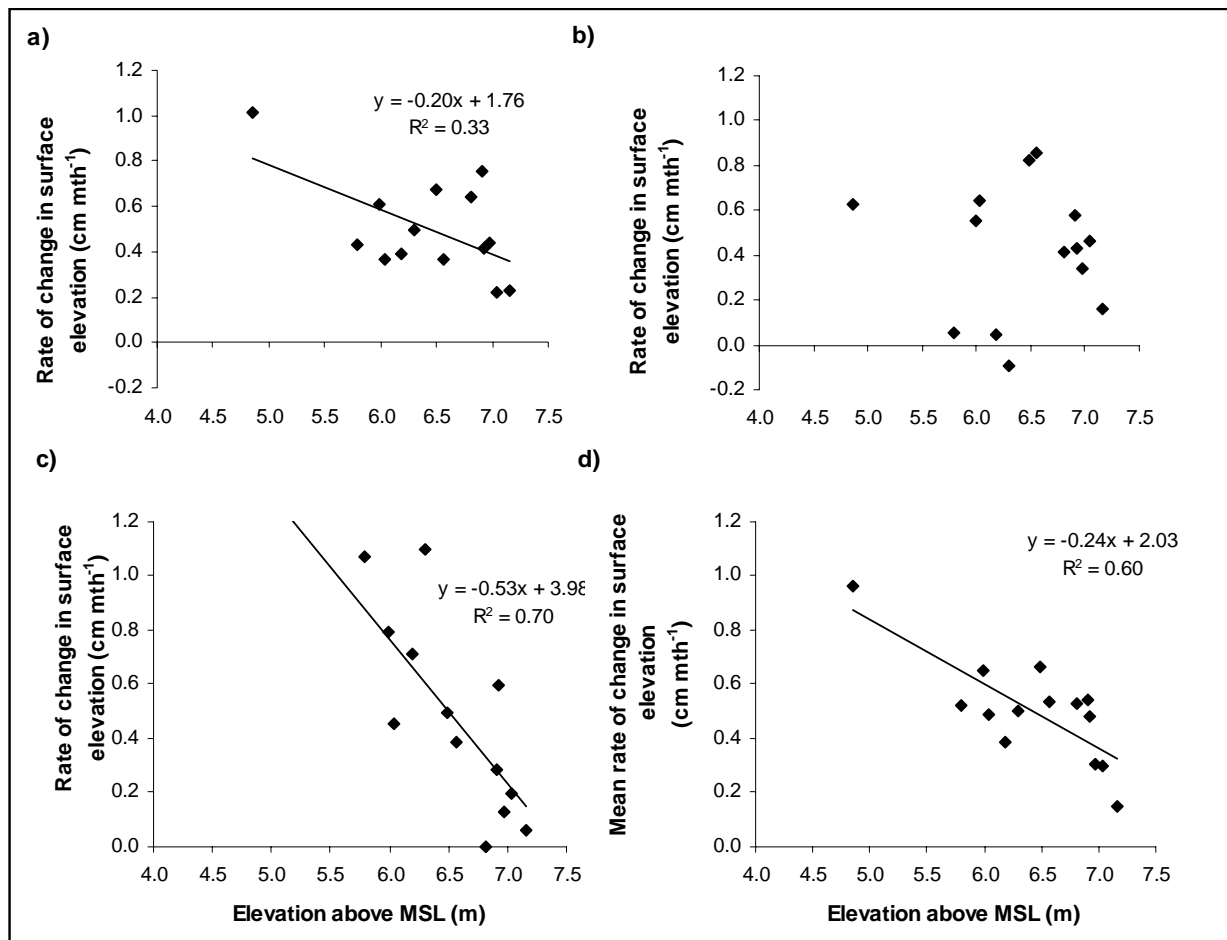 a)
Rate of change in surface
elevation (cm mth-1)
1.2
1.0
0.8
0.6
0.4
0.2
0.0
-0.2
y = -0.20x + 1.76
R2 = 0.33
4.0 4.5 5.0 5.5 6.0 6.5 7.0 7.5
b)
Rate of change in surface
elevation (cm mth-1)
1.2
1.0
0.8
0.6
0.4
0.2
0.0
-0.2
4.0 4.5 5.0 5.5 6.0 6.5 7.0 7.5
c)
Rate of change in surface
elevation (cm mth-1)
1.2
1.0
0.8
0.6
0.4
0.2
0.0
y = -0.53x + 3.98
R2 = 0.70
4.0 4.5 5.0 5.5 6.0 6.5 7.0 7.5
Elevation above MSL (m)
d)
Mean rate of change in surface
elevation
(cm mth-1)
1.2
1.0
0.8
0.6
0.4
0.2
0.0
y = -0.24x + 2.03
R2 = 0.60
4.0 4.5 5.0 5.5 6.0 6.5 7.0 7.5
Elevation above MSL (m)